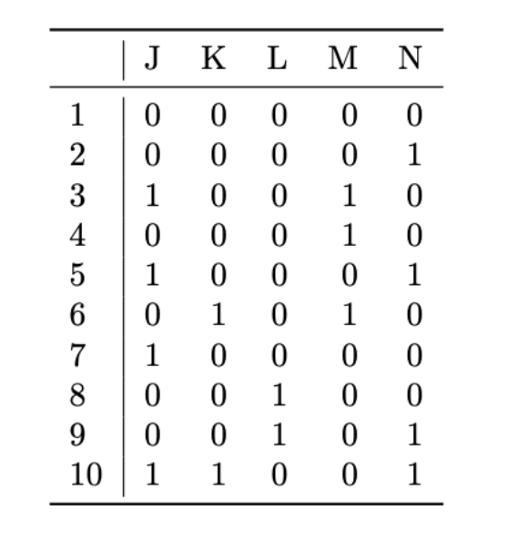 J K L M N
1 0 0 0 0 0
2 0 0 0 0 1
3 1 0 0 1 0
4 0 0 0 1 0
5 1 0 0 0 1
6 0 1 0 1 0
7 1 0 0 0 0
8 0 0 1 0 0
9 0 0 1 0 1
10 1 1 0 0 1